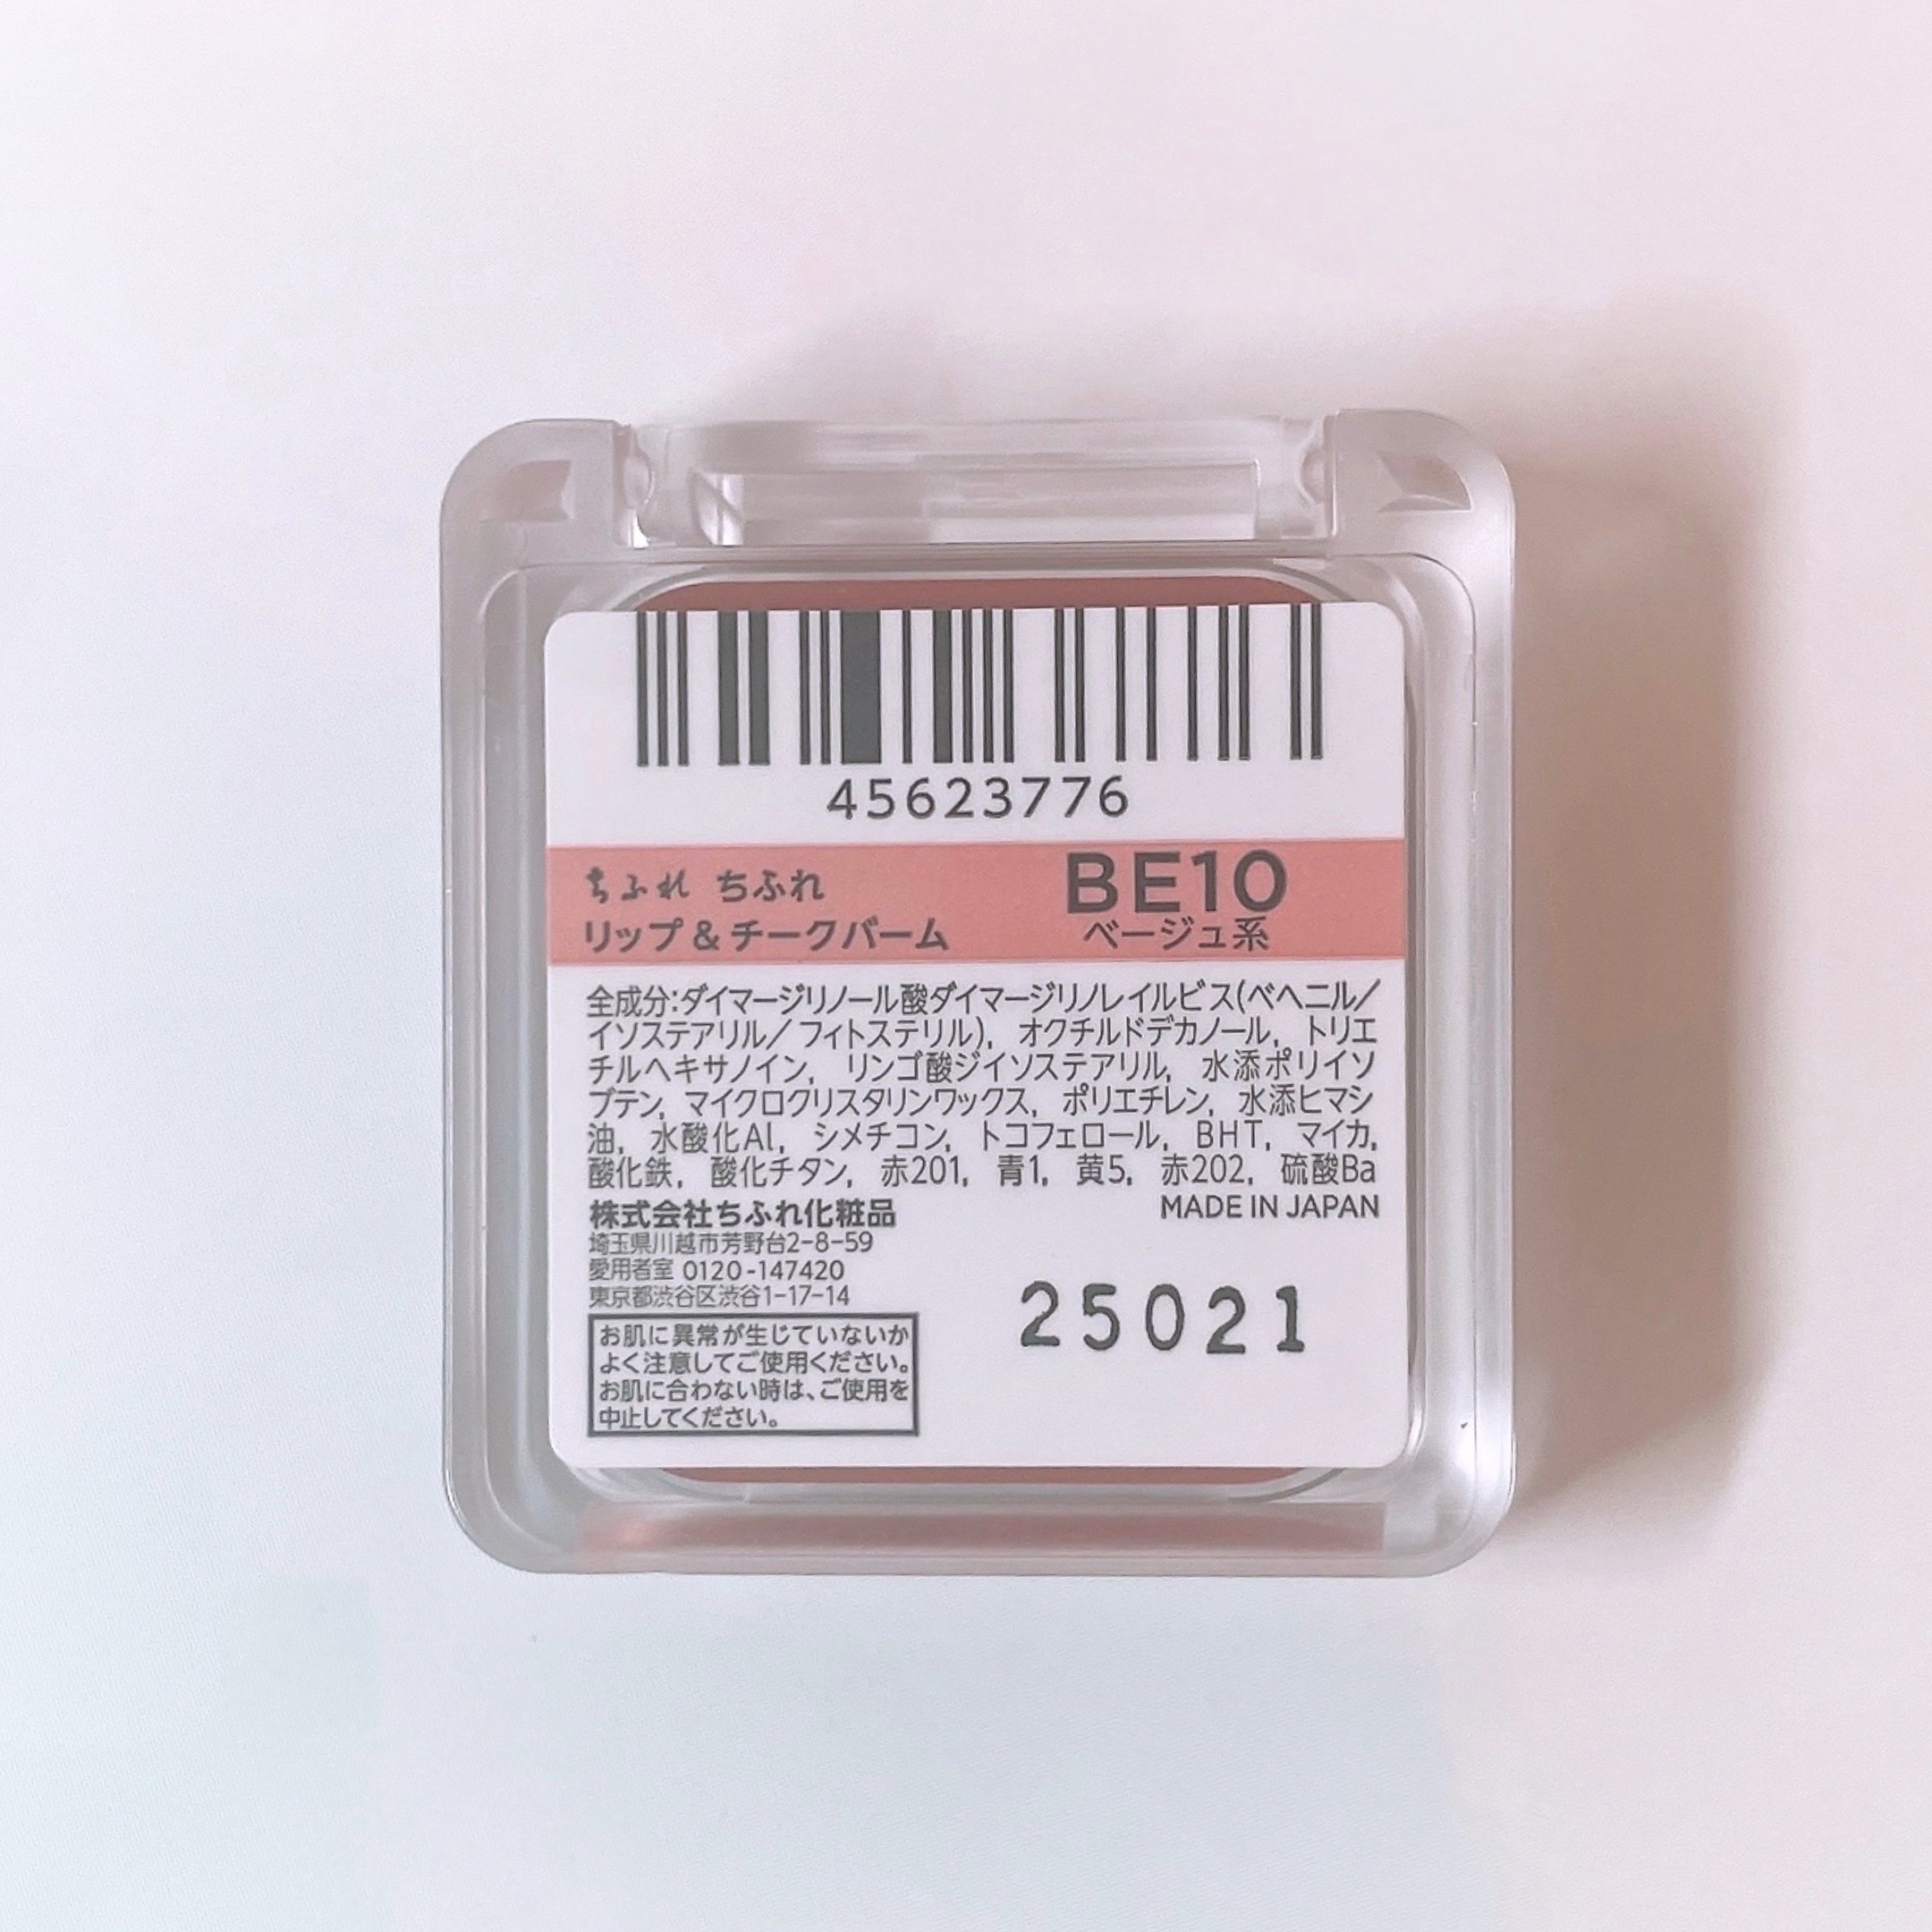 45623776
ちふれ ちふれ
リップ & チークバーム
BE10
ベージュ系
全成分:ダイマージリノール酸ダイマージリノレイルビス(ベヘニル/
イソステアリル/フィトステリル), オクチルドデカノール, トリエ
チルヘキサノイン, リンゴ酸ジイソステアリル, 水添ポリイソ
ブテン, マイクロクリスタリンワックス, ポリエチレン, 水添ヒマシ
油, 水酸化Al, シメチコン, トコフェロール, BHT, マイカ,
酸化鉄, 酸化チタン, 赤201, 青1, 黄5, 赤202, 硫酸Ba
株式会社ちふれ化粧品
MADE IN JAPAN
埼玉県川越市芳野台2-8-59
愛用者室 0120-147420
東京都渋谷区渋谷1-17-14
25021
お肌に異常が生じていないか
よく注意してご使用ください。
お肌に合わない時は、ご使用を
中止してください。